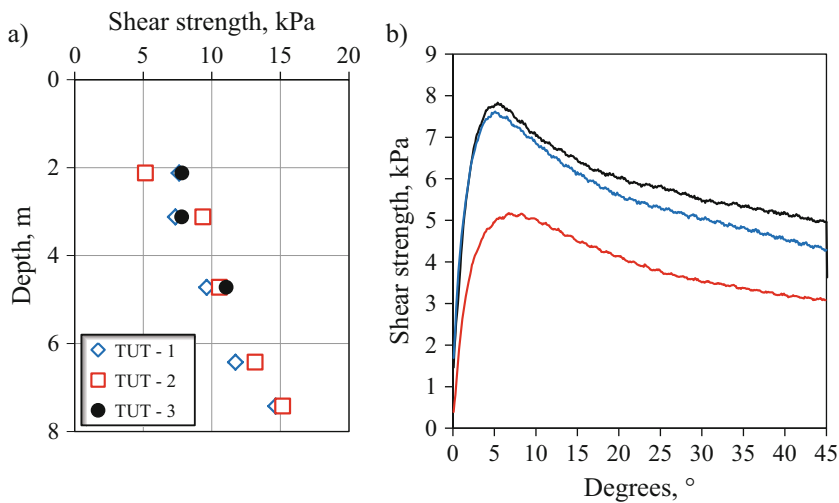 a)
Shear strength, kPa
0 5 10 15 20
0
2
4
6
8
Depth, m
TUT - 1
TUT - 2
TUT - 3
b)
9
8
7
6
5
4
3
2
1
0
Shear strength, kPa
0 5 10 15 20 25 30 35 40 45
Degrees, °